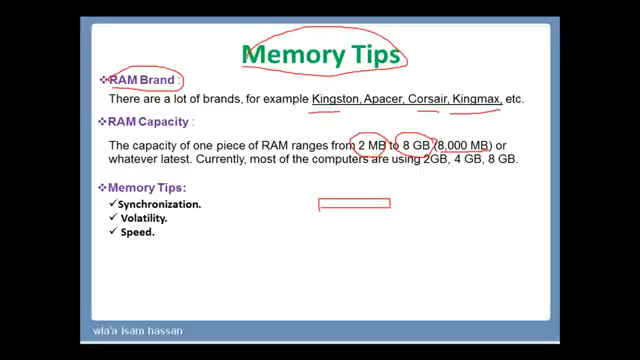 Memory Tips
❖RAM Brand :
There are a lot of brands, for example Kingston, Apacer, Corsair, Kingmax, etc.
❖RAM Capacity :
The capacity of one piece of RAM ranges from 2 MB to 8 GB (8,000 MB) or
whatever latest. Currently, most of the computers are using 2GB, 4 GB, 8 GB.
❖Memory Tips:
✓Synchronization.
✓ Volatility.
✓ Speed.
wla'a isam hassan